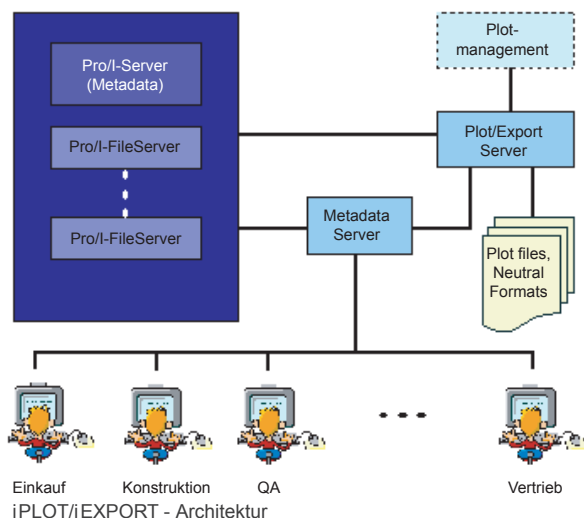 Pro/I-Server
(Metadata)
Pro/I-FileServer
Pro/I-FileServer
Plot-
management
Plot/Export
Server
Metadata
Server
Plot files,
Neutral
Formats
Einkauf
Konstruktion
QA
Vertrieb
iPLOT/iEXPORT - Architektur